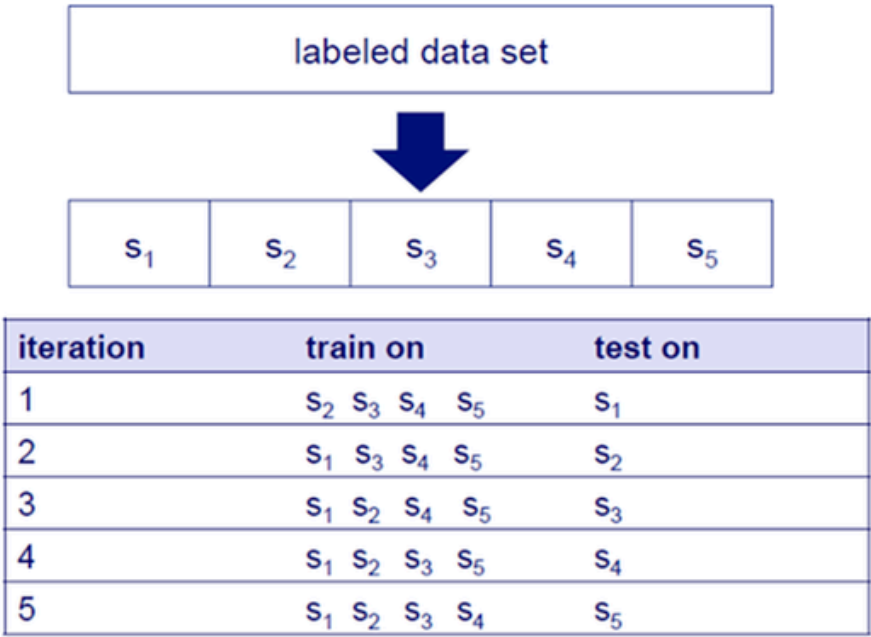 labeled data set
s₁ s₂ s₃ s₄ s₅
iteration train on test on
1 s₂ s₃ s₄ s₅ s₁
2 s₁ s₃ s₄ s₅ s₂
3 s₁ s₂ s₄ s₅ s₃
4 s₁ s₂ s₃ s₅ s₄
5 s₁ s₂ s₃ s₄ s₅